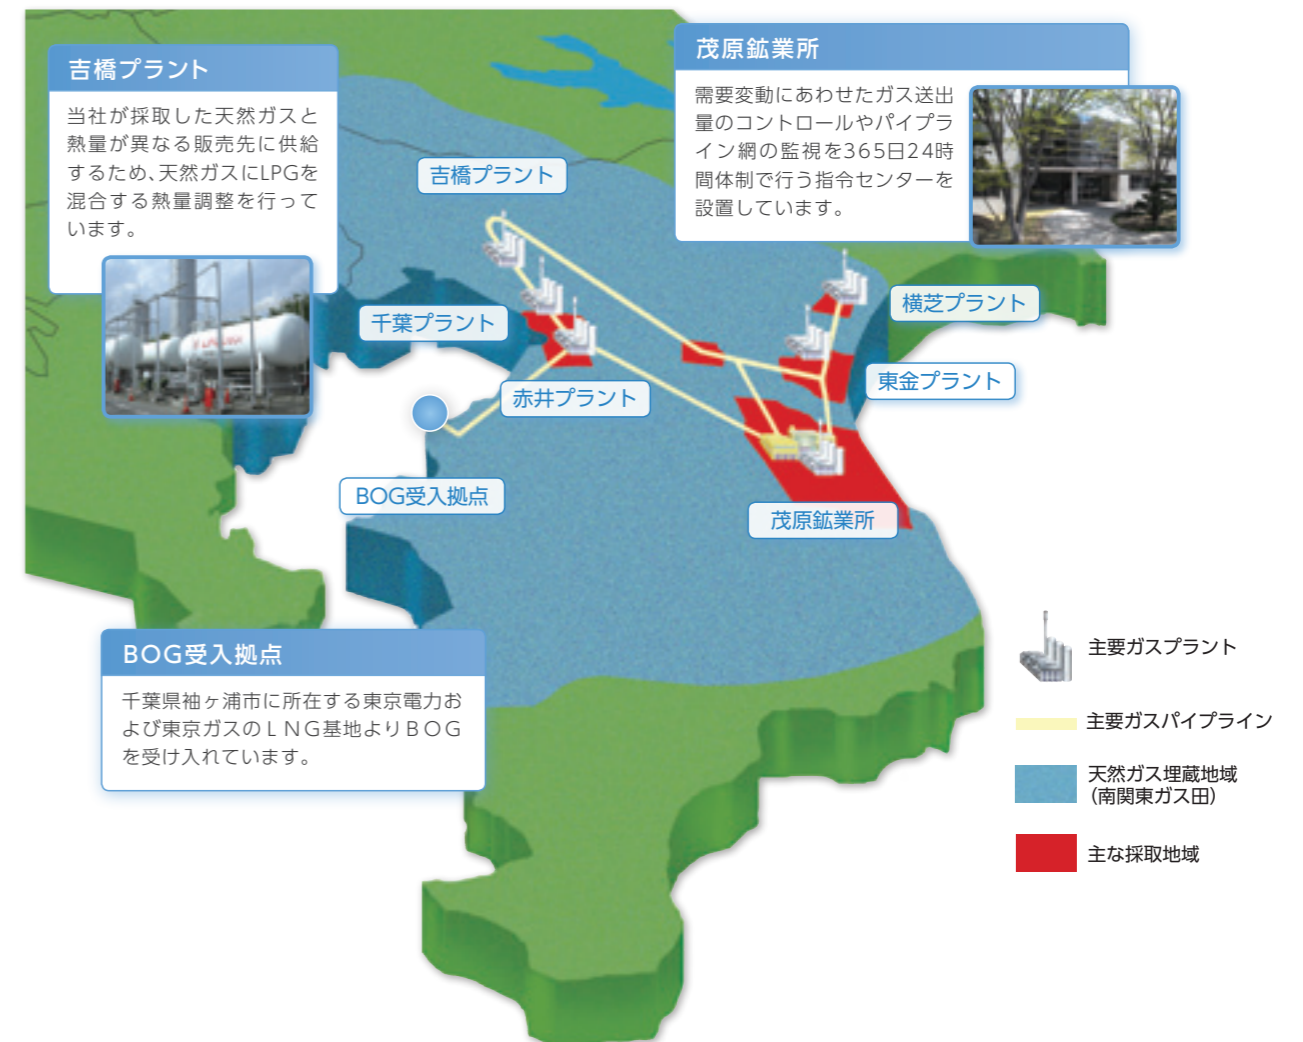 吉橋プラント
当社が採取した天然ガスと
熱量が異なる販売先に供給
するため、天然ガスにLPGを
混合する熱量調整を行って
います。
茂原鉱業所
需要変動にあわせたガス送出
量のコントロールやパイプラ
イン網の監視を365日24時
間体制で行う指令センターを
設置しています。
吉橋プラント
千葉プラント
赤井プラント
BOG受入拠点
横芝プラント
東金プラント
茂原鉱業所
BOG受入拠点
千葉県袖ヶ浦市に所在する東京電力お
よび東京ガスのLNG基地よりBOG
を受け入れています。
主要ガスプラント
主要ガスパイプライン
天然ガス埋蔵地域
(南関東ガス田)
主な採取地域